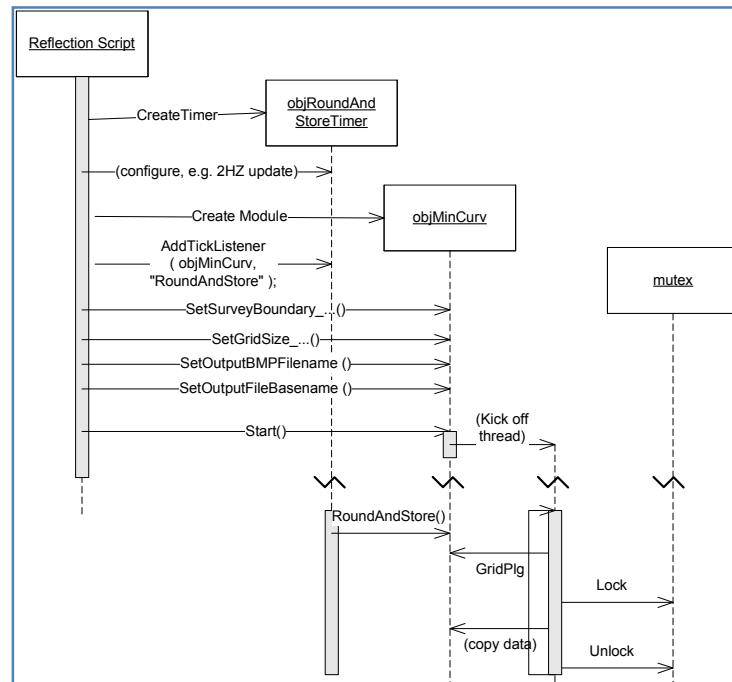 Reflection Script
objRoundAnd
StoreTimer
CreateTimer
(configure, e.g. 2HZ update)
objMinCurv
Create Module
AddTickListener
( objMinCurv,
"RoundAndStore" );
mutex
SetSurveyBoundary_...()
SetGridSize_...()
SetOutputBMPFilename ()
SetOutputFileBasename ()
Start()
(Kick off
thread)
RoundAndStore()
GridPlg
Lock
(copy data)
Unlock